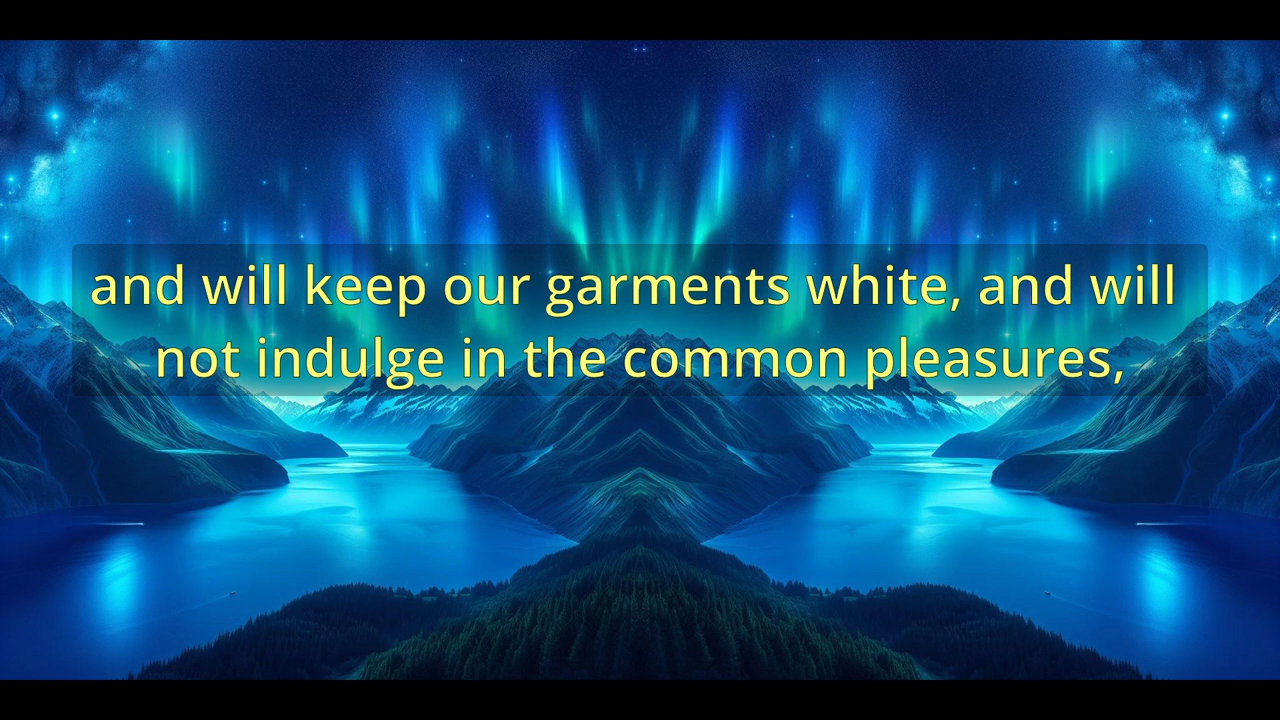 and will keep our garments white, and will
not indulge in the common pleasures,